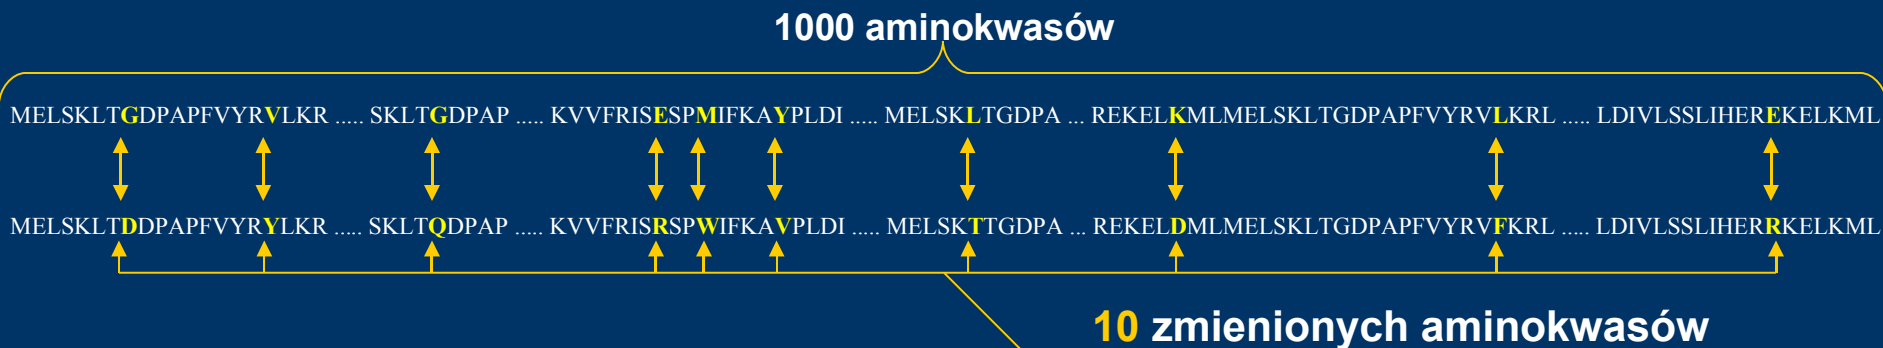 1000 aminokwasów
MELSKLTGDPAPFVYRVLKR ..... SKLTGDPAP ..... KVVFRISESPMIFKAYPLDI ..... MELSKLTGDPA ... REKELKMLMELSKLTGDPAPFVYRVLKRL ..... LDIVLSSLIHEREKELKML
MELSKLTDDPAPFVYRYLKR ..... SKLTQDPAP ..... KVVFRISRSPWIFKAVPLDI ..... MELSKTTGDPA ... REKELDMLMELSKLTGDPAPFVYRVFKRL ..... LDIVLSSLIHERRKELKML
10 zmienionych aminokwasów